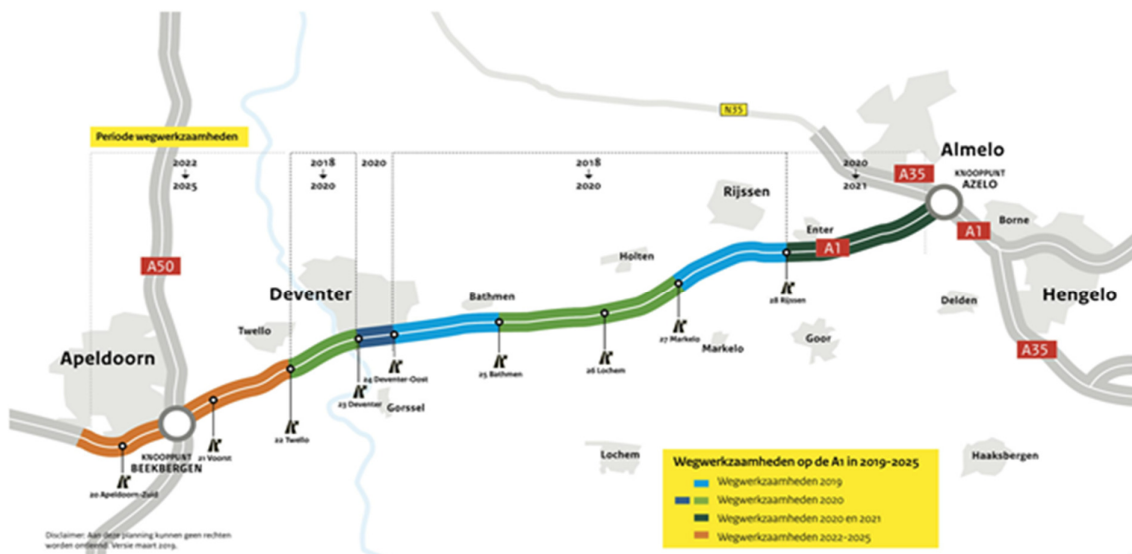 N35
Periode wegwerkzaamheden
2022
2025
2018
2020
2020
2018
2020
2020
2021
Almelo
A35
KNOOPPUNT
AZELO
Rijssen
Borne
Enter
A1
A1
A50
Holten
28 Rijssen
Deventer
Bathmen
Delden
Hengelo
Twello
27 Markelo
Markelo
Goor
A35
Apeldoorn
24 Deventer-Oost
25 Bathmen
26 Lochem
23 Deventer
Gorssel
22 Twello
21 Voorst
KNOOPPUNT
BEEKBERGEN
20 Apeldoorn-Zuid
Lochem
Haaksbergen
Wegwerkzaamheden op de A1 in 2019-2025
Wegwerkzaamheden 2019
Wegwerkzaamheden 2020
Wegwerkzaamheden 2020 en 2021
Wegwerkzaamheden 2022-2025
Disclaimer: Aan deze planning kunnen geen rechten
worden ontleend. Versie maart 2019.